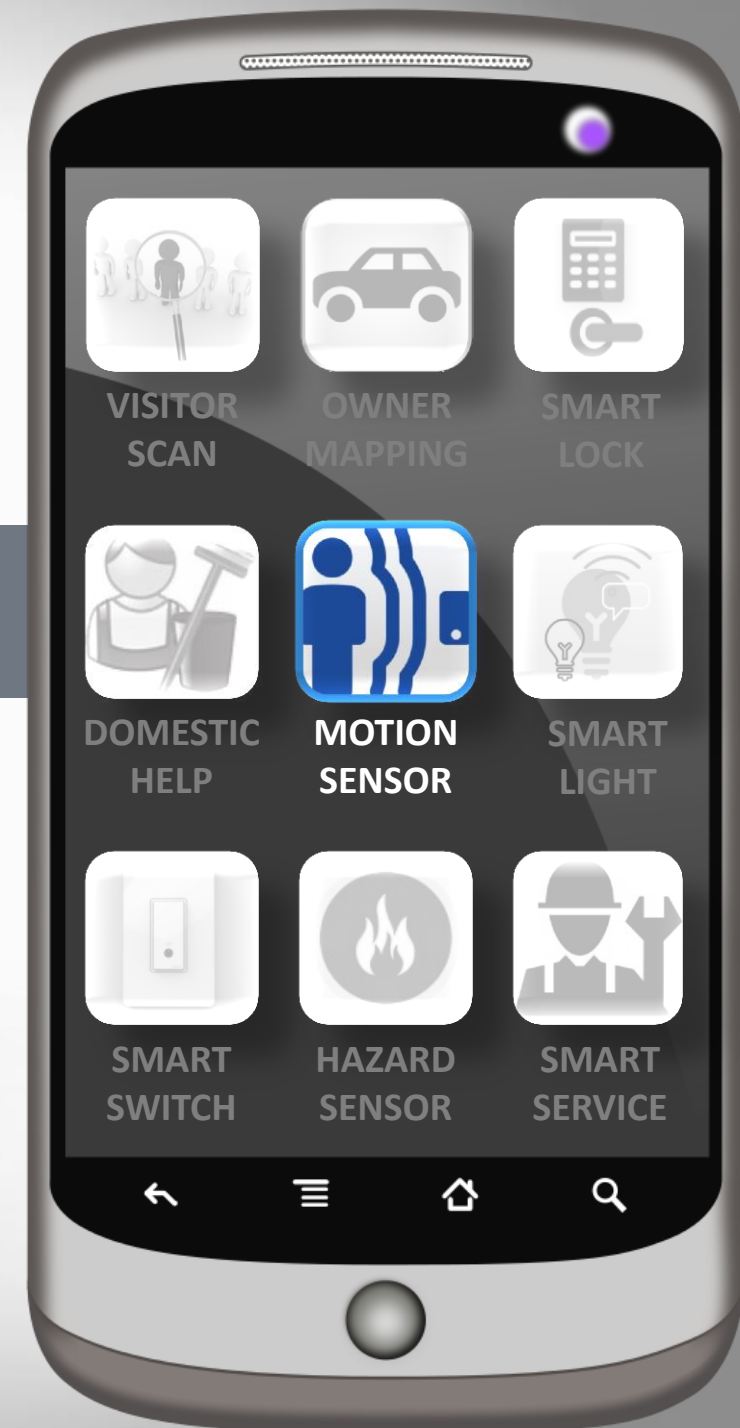 VISITOR
SCAN
OWNER
MAPPING
SMART
LOCK
DOMESTIC
HELP
MOTION
SENSOR
SMART
LIGHT
SMART
SWITCH
HAZARD
SENSOR
SMART
SERVICE